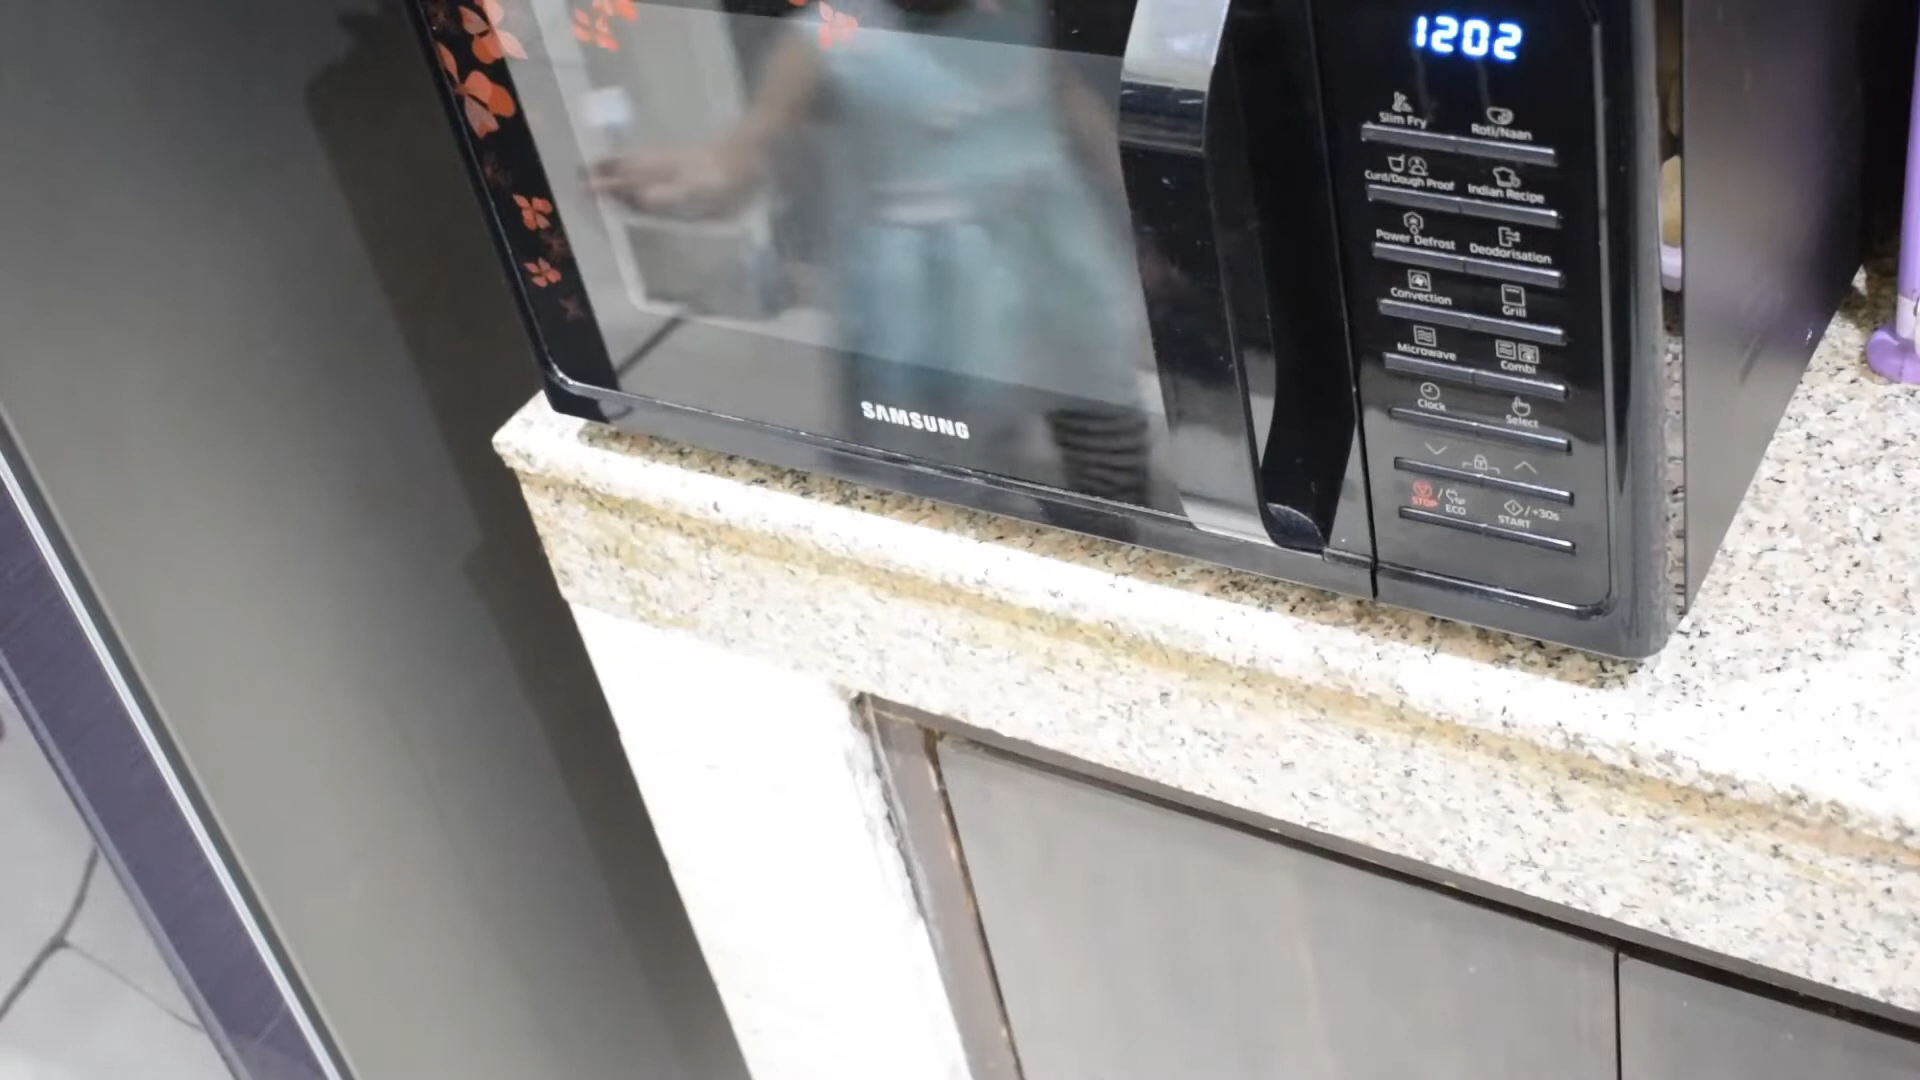 1202
Slim Fry Roti/Naan
Curd/Dough Proof Indian Recipe
Power Defrost Deodorisation
Convection Grill
Microwave Combi
Clock Select
STOP / ECO START / +30s
SAMSUNG